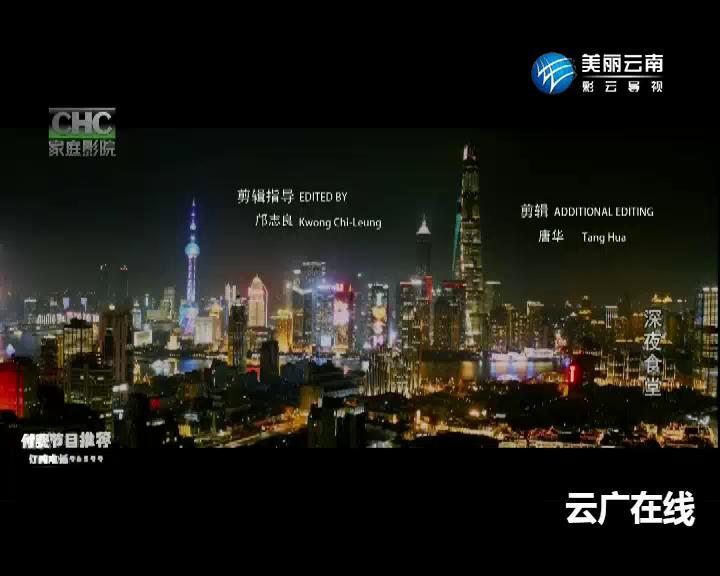 美丽云南
彩云导视
CHC
家庭影院
剪辑指导 EDITED BY
邝志良 Kwong Chi-Leung
剪辑 ADDITIONAL EDITING
唐华 Tang Hua
深夜食堂
付费节目推荐
云广在线